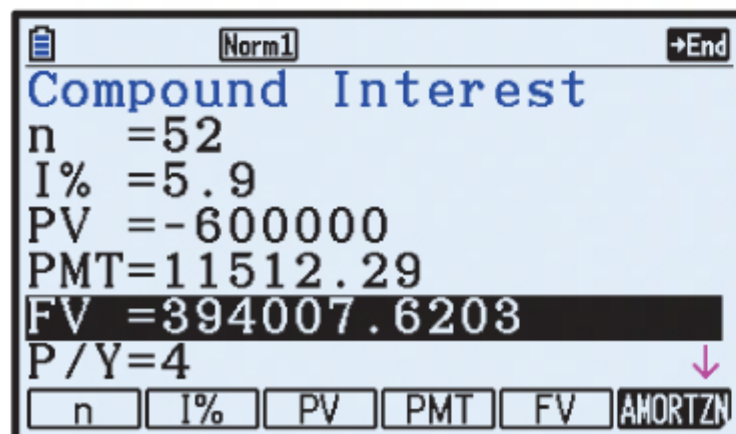 Norm1 →End
Compound Interest
n =52
I% =5.9
PV =-600000
PMT=11512.29
FV =394007.6203
P/Y=4 ↓
n I% PV PMT FV AMORTZN